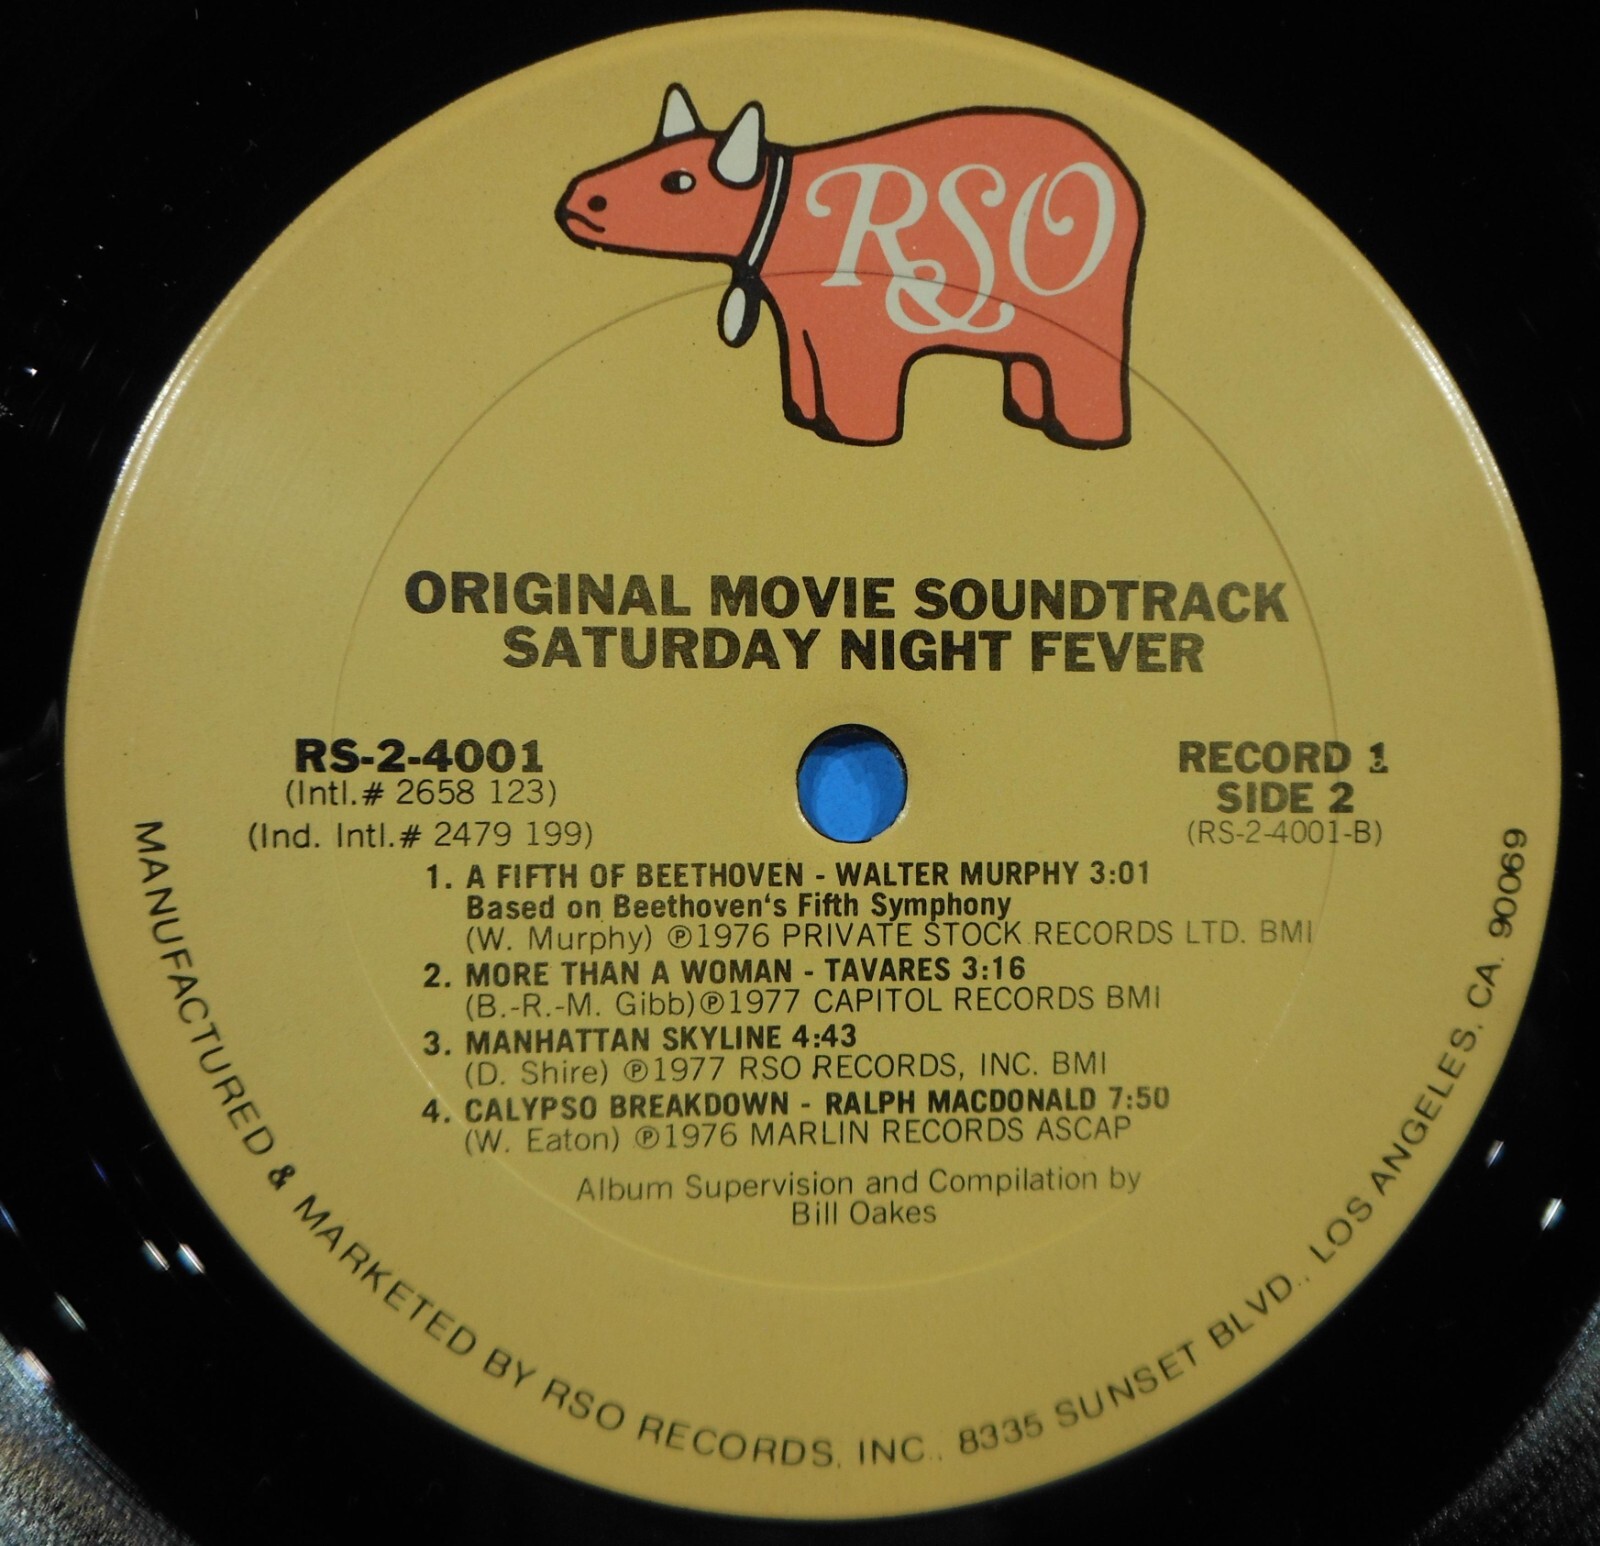 RSO
ORIGINAL MOVIE SOUNDTRACK
SATURDAY NIGHT FEVER
RS-2-4001
(Intl.# 2658 123)
(Ind. Intl.# 2479 199)
RECORD 1
SIDE 2
(RS-2-4001-B)
1. A FIFTH OF BEETHOVEN - WALTER MURPHY 3:01
Based on Beethoven's Fifth Symphony
(W. Murphy) ℗1976 PRIVATE STOCK RECORDS LTD. BMI
2. MORE THAN A WOMAN - TAVARES 3:16
(B.-R.-M. Gibb)℗1977 CAPITOL RECORDS BMI
3. MANHATTAN SKYLINE 4:43
(D. Shire) ℗1977 RSO RECORDS, INC. BMI
4. CALYPSO BREAKDOWN - RALPH MACDONALD 7:50
(W. Eaton) ℗1976 MARLIN RECORDS ASCAP
Album Supervision and Compilation by
Bill Oakes
MANUFACTURED & MARKETED BY RSO RECORDS, INC., 8335 SUNSET BLVD., LOS ANGELES, CA. 90069